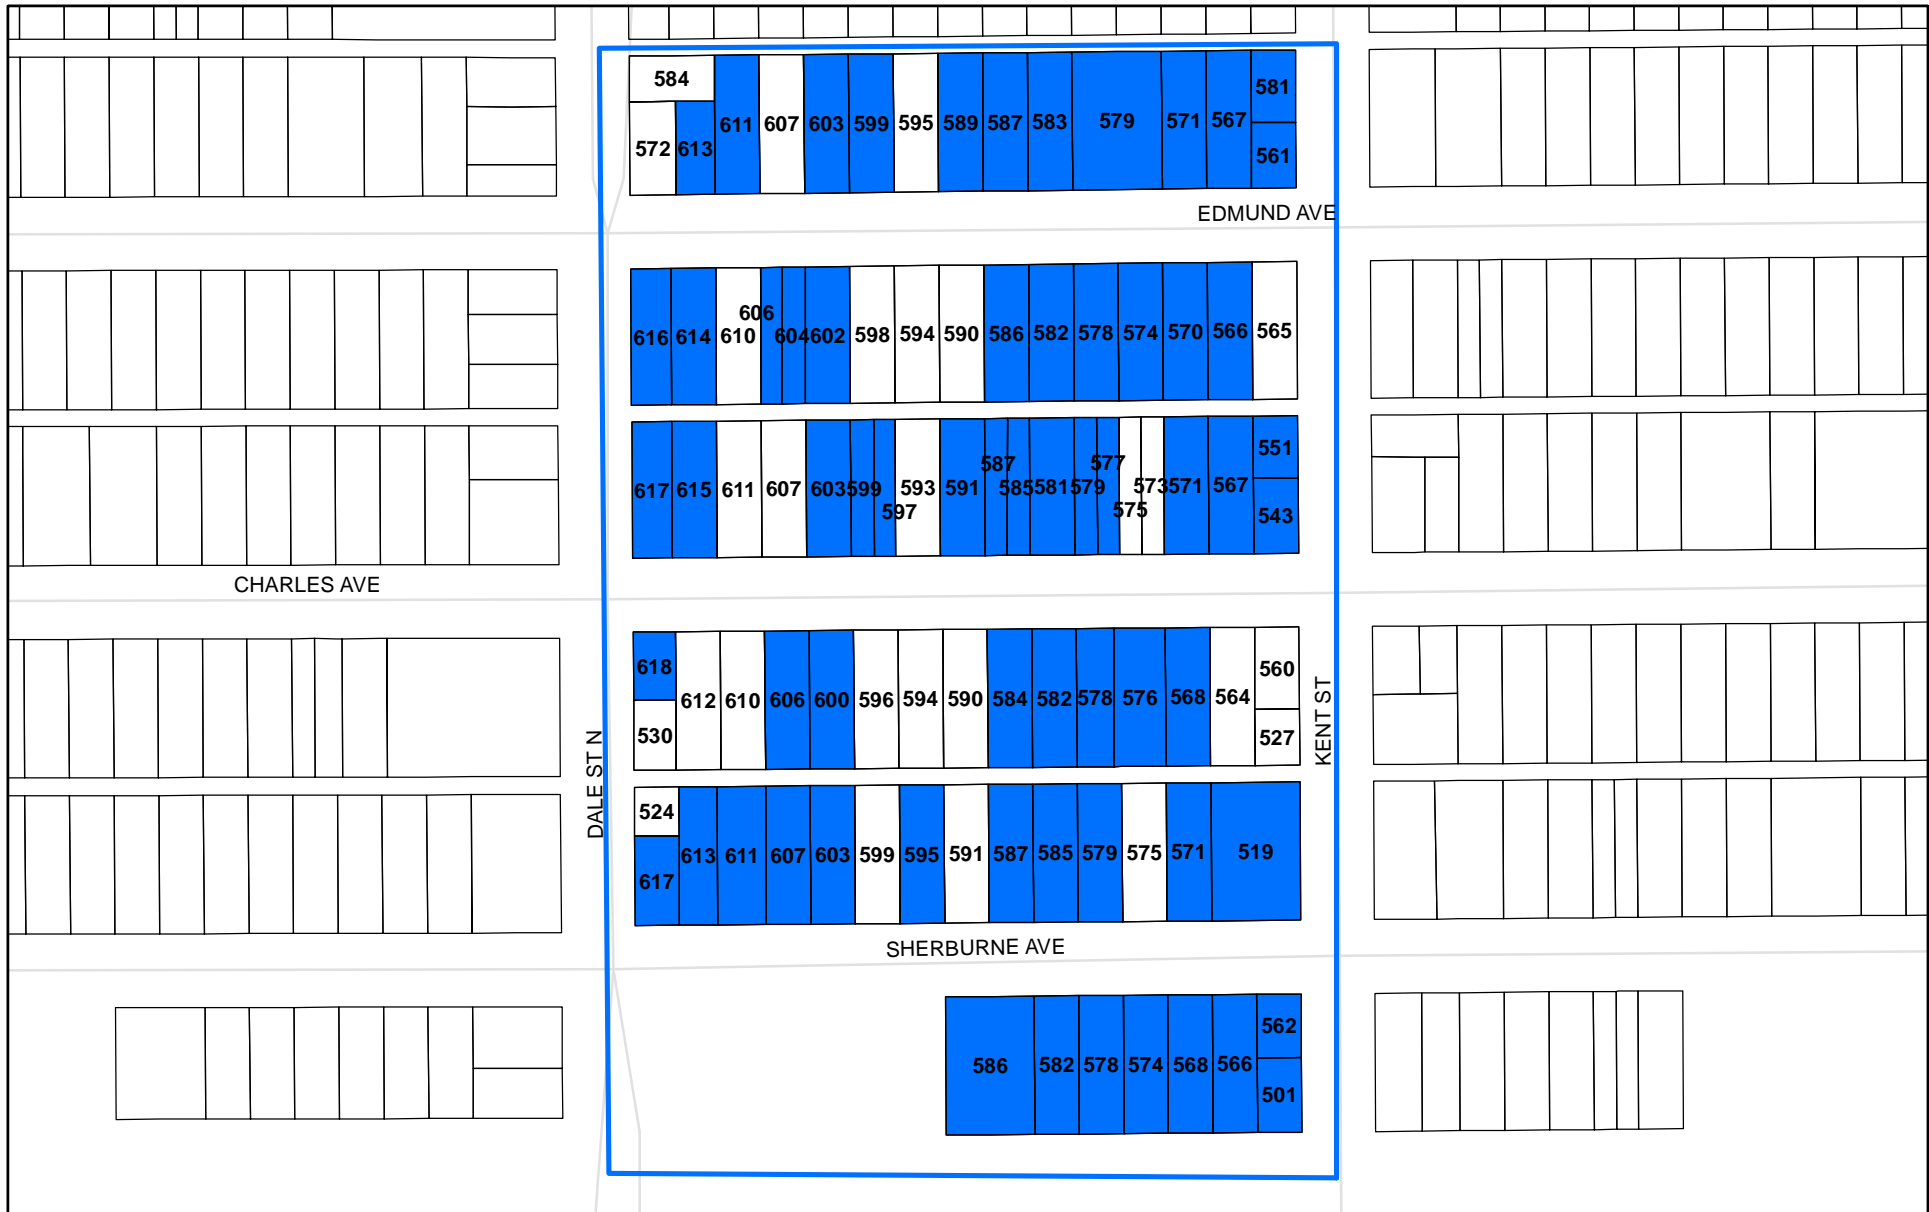 584
581
572 613 611 607 603 599 595 589 587 583 579 571 567
561
EDMUND AVE
606
616 614 610 604 602 598 594 590 586 582 578 574 570 566 565
551
587 577
617 615 611 607 603 599 593 591 585 581 579 573 571 567
597 575 543
CHARLES AVE
618 560
612 610 606 600 596 594 590 584 582 578 576 568 564
530 527
DALE ST N
KENT ST
524
613 611 607 603 599 595 591 587 585 579 575 571 519
617
SHERBURNE AVE
562
586 582 578 574 568 566
501